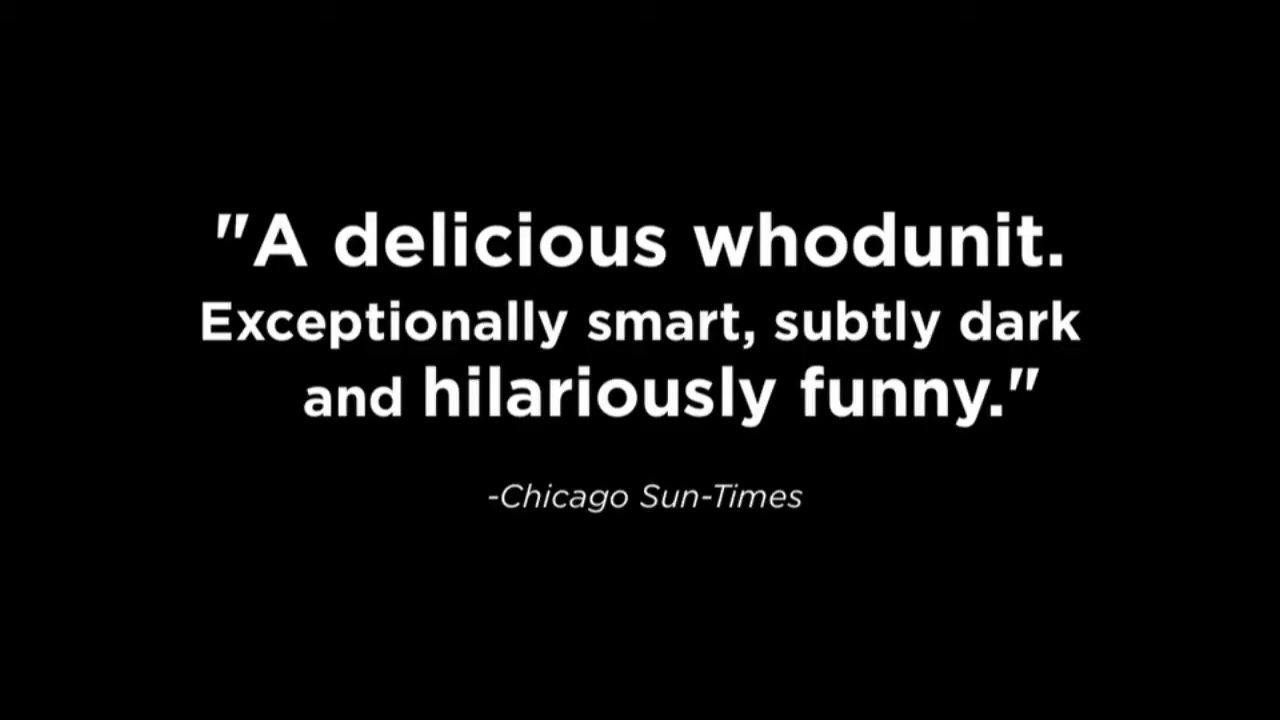 "A delicious whodunit.
Exceptionally smart, subtly dark
and hilariously funny."
-Chicago Sun-Times